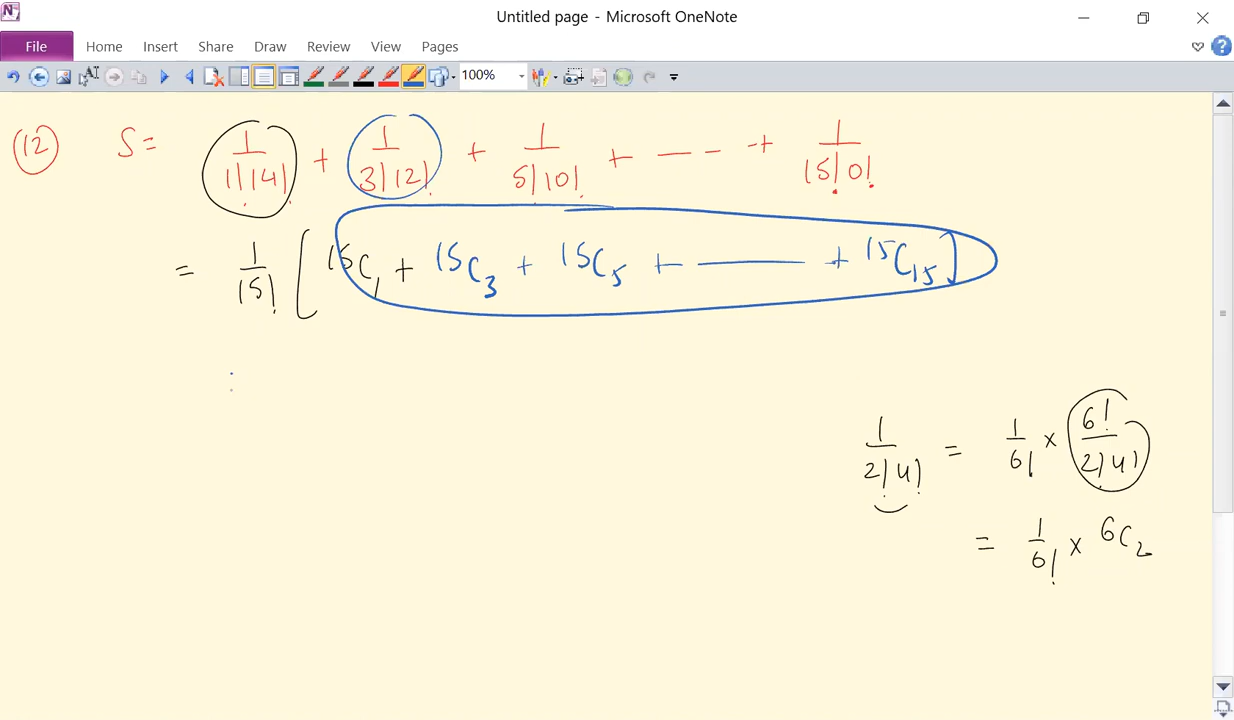 Untitled page - Microsoft OneNote
File Home Insert Share Draw Review View Pages
100%
(12) S = 1/(1! 14!) + 1/(3! 12!) + 1/(5! 10!) + --- + 1/(15! 0!)
= 1/15! [ 15C1 + 15C3 + 15C5 + —— + 15C15 ]
1/(2! 4!) = 1/6! × 6!/(2! 4!)
= 1/6! × 6C2